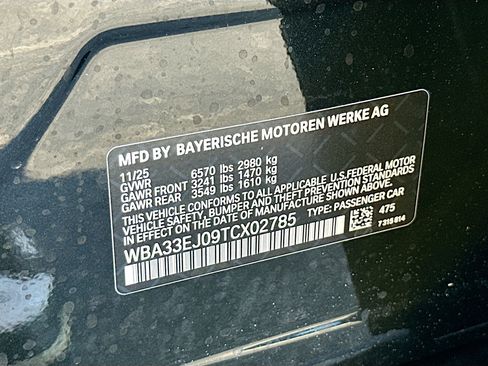 MFD BY BAYERISCHE MOTOREN WERKE AG
11/25
GVWR 6570 lbs 2980 kg
GAWR FRONT 3241 lbs 1470 kg
GAWR REAR 3549 lbs 1610 kg
THIS VEHICLE CONFORMS TO ALL APPLICABLE U.S.FEDERAL MOTOR
VEHICLE SAFETY, BUMPER, AND THEFT PREVENTION STANDARDS
IN EFFECT ON THE DATE OF MANUFACTURE SHOWN ABOVE.
WBA33EJ09TCX02785 TYPE: PASSENGER CAR
475
7 318 814